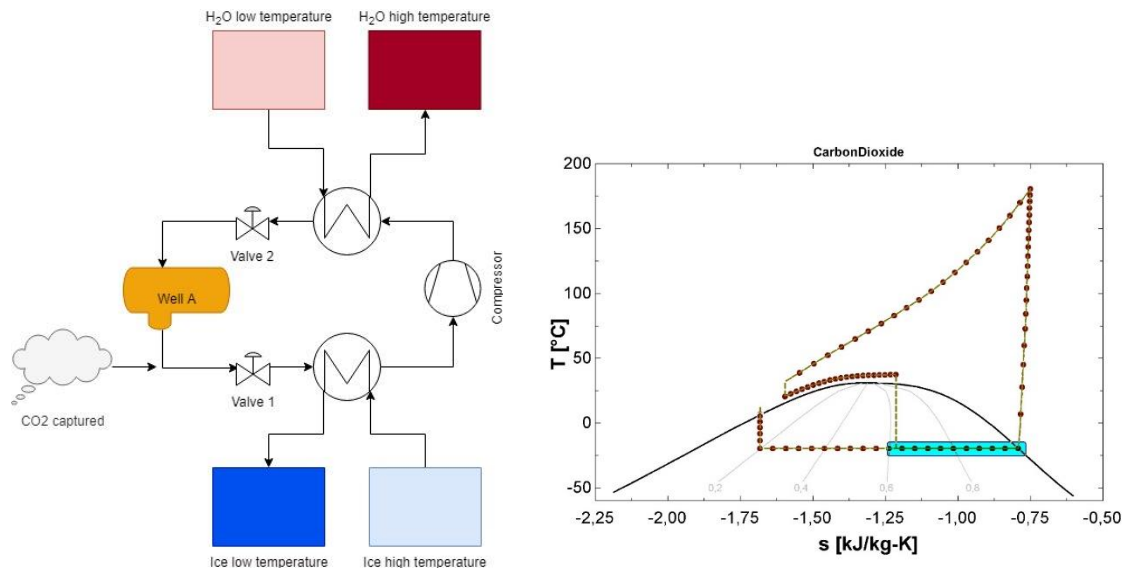 H₂O low temperature
H₂O high temperature
Valve 2
Well A
Compressor
Valve 1
CO2 captured
Ice low temperature
Ice high temperature
CarbonDioxide
200
150
100
50
0
-50
T [°C]
0,2
0,4
0,6
0,8
-2,25
-2,00
-1,75
-1,50
-1,25
-1,00
-0,75
-0,50
s [kJ/kg-K]